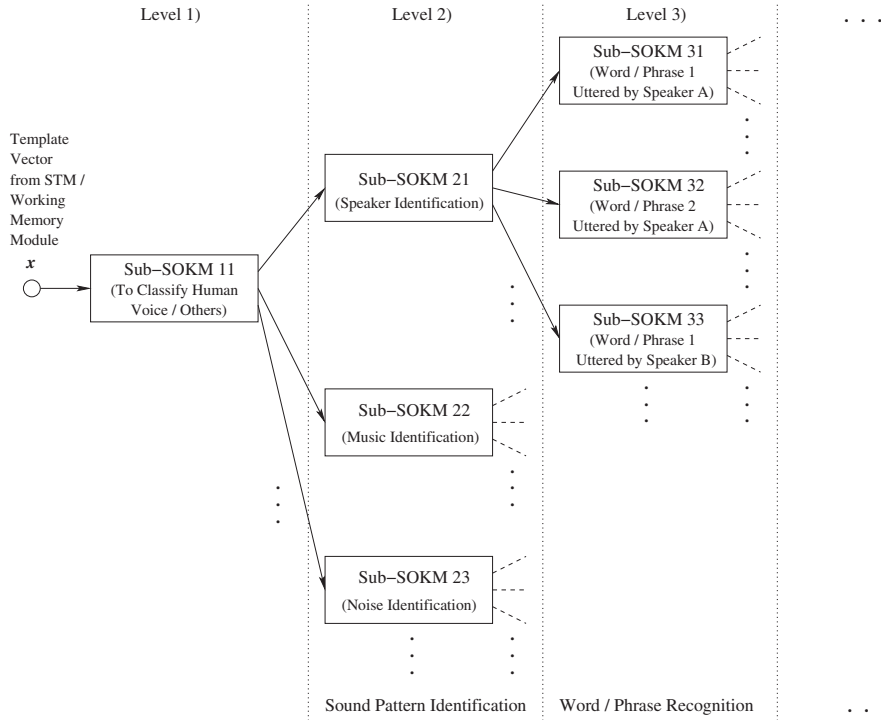 Level 1)
Level 2)
Level 3)
. . .
Template
Vector
from STM /
Working
Memory
Module
x
Sub−SOKM 11
(To Classify Human
Voice / Others)
Sub−SOKM 21
(Speaker Identification)
Sub−SOKM 22
(Music Identification)
Sub−SOKM 23
(Noise Identification)
Sub−SOKM 31
(Word / Phrase 1
Uttered by Speaker A)
Sub−SOKM 32
(Word / Phrase 2
Uttered by Speaker A)
Sub−SOKM 33
(Word / Phrase 1
Uttered by Speaker B)
Sound Pattern Identification
Word / Phrase Recognition
. .